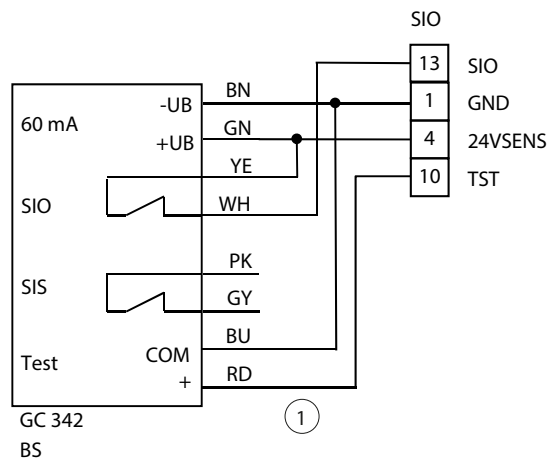 SIO
13 SIO
-UB BN 1 GND
60 mA
+UB GN 4 24VSENS
YE 10 TST
SIO WH
PK
SIS
GY
BU
Test COM
+ RD
1
GC 342
BS